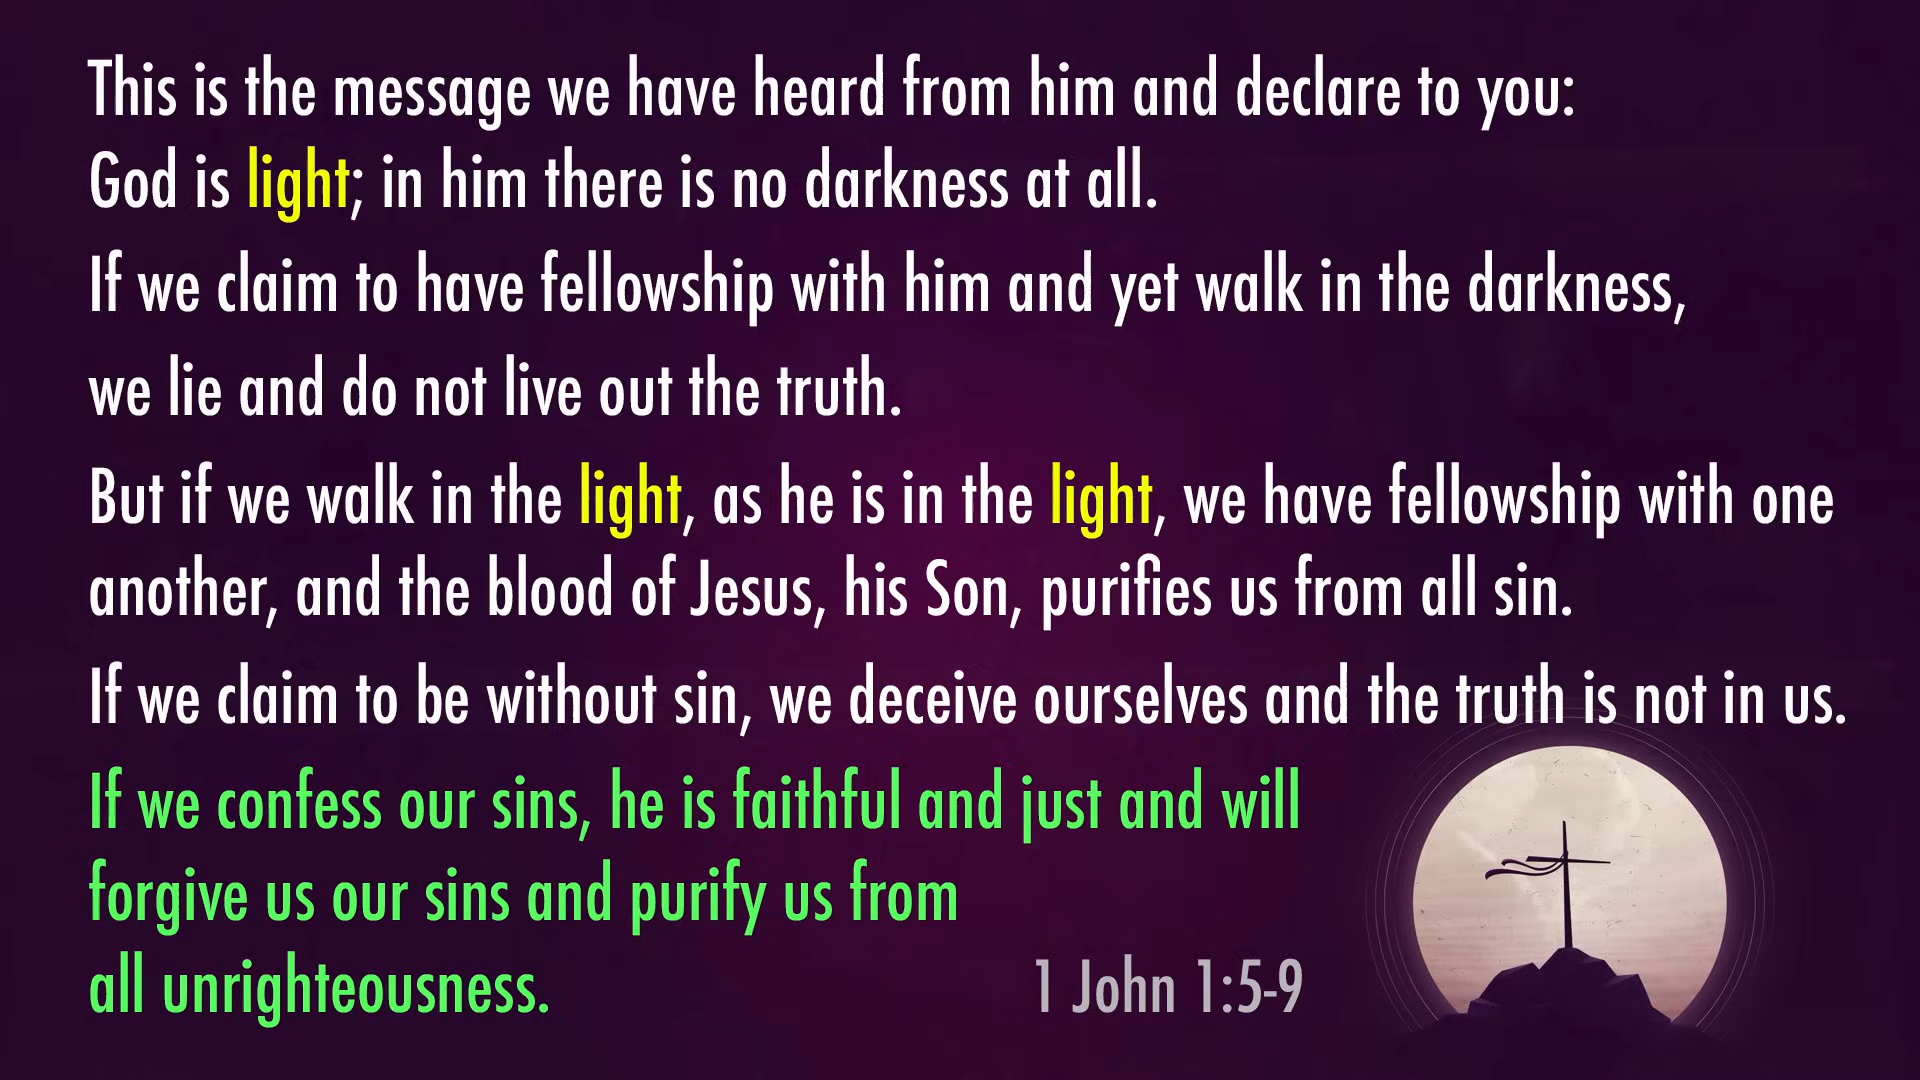 This is the message we have heard from him and declare to you:
God is light; in him there is no darkness at all.
If we claim to have fellowship with him and yet walk in the darkness,
we lie and do not live out the truth.
But if we walk in the light, as he is in the light, we have fellowship with one
another, and the blood of Jesus, his Son, purifies us from all sin.
If we claim to be without sin, we deceive ourselves and the truth is not in us.
If we confess our sins, he is faithful and just and will
forgive us our sins and purify us from
all unrighteousness.
1 John 1:5-9